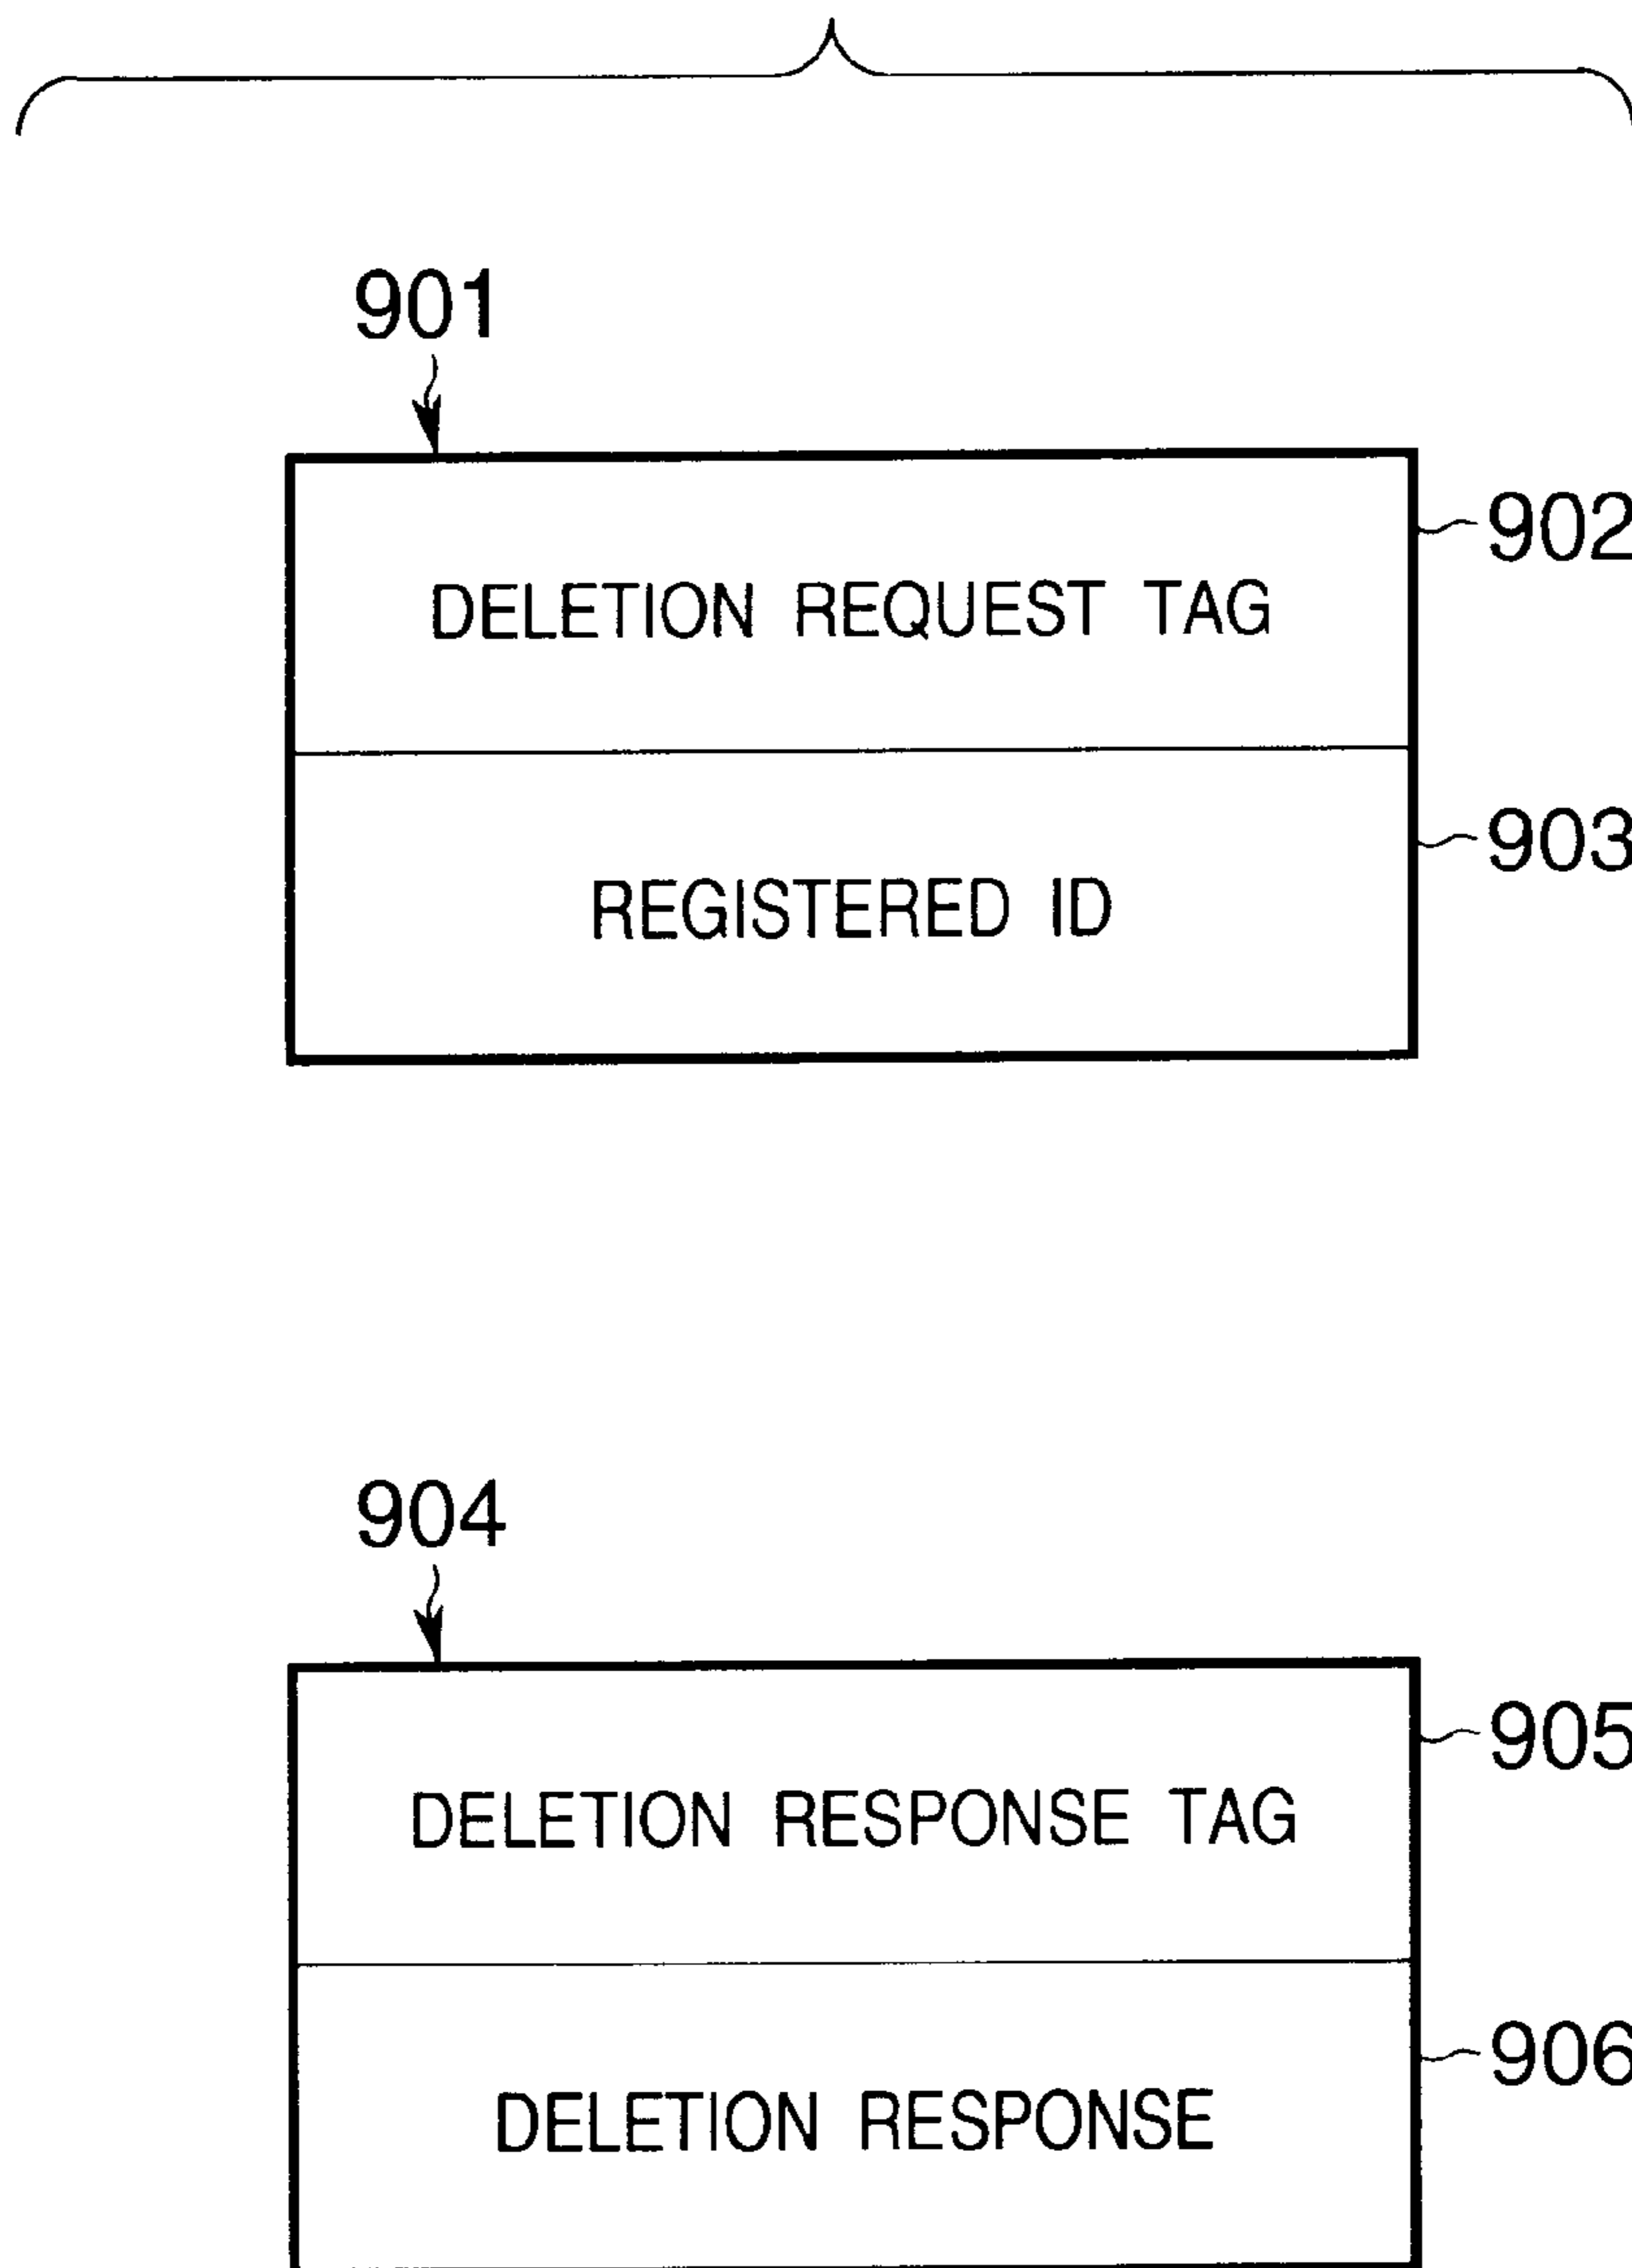 901
902
DELETION REQUEST TAG
903
REGISTERED ID
904
905
DELETION RESPONSE TAG
906
DELETION RESPONSE